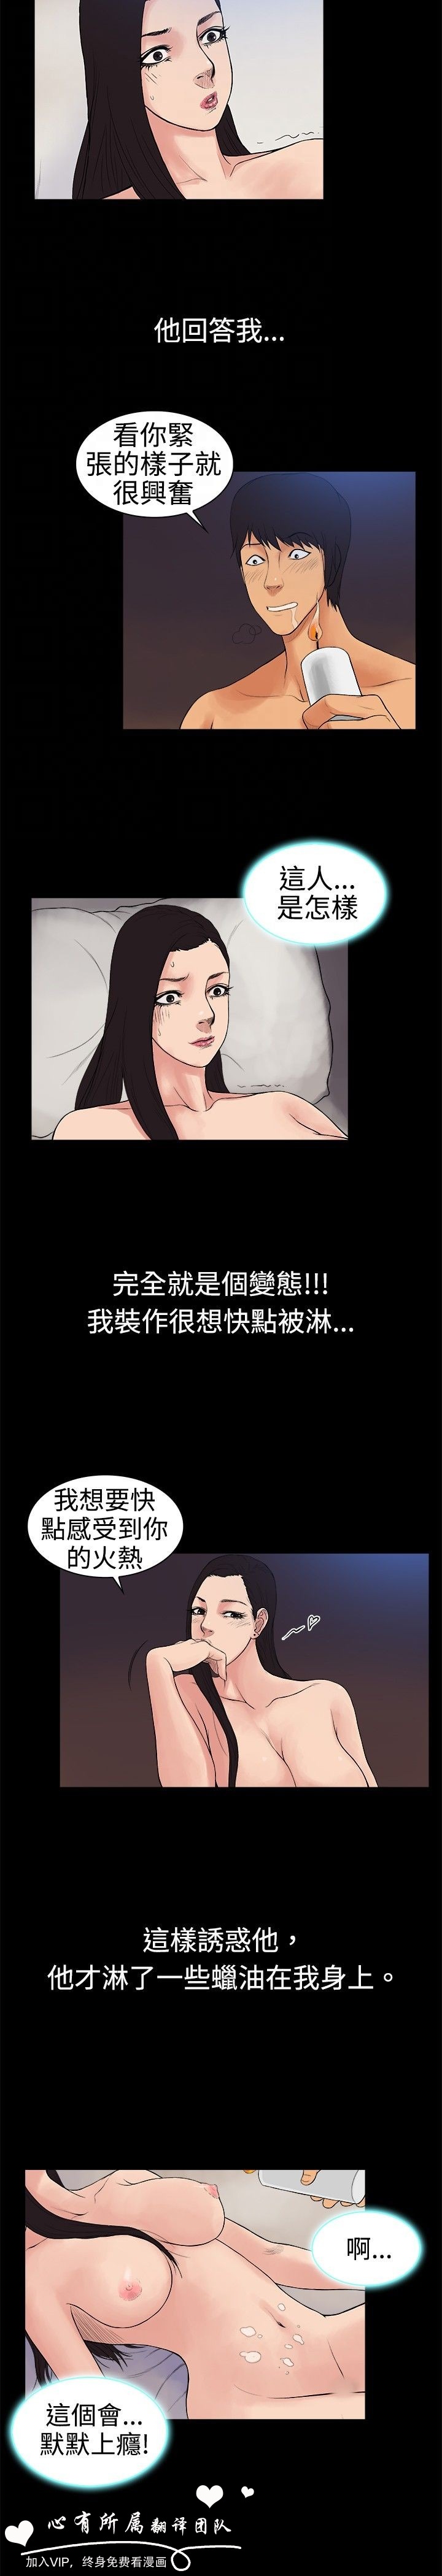 他回答我...
看你緊
張的樣子就
很興奮
這人...
是怎樣
完全就是個變態!!!
我裝作很想快點被淋...
我想要快
點感受到你
的火熱
這樣誘惑他，
他才淋了一些蠟油在我身上。
啊...
這個會...
默默上癮!
心有所属翻译团队
加入VIP，终身免费看漫画